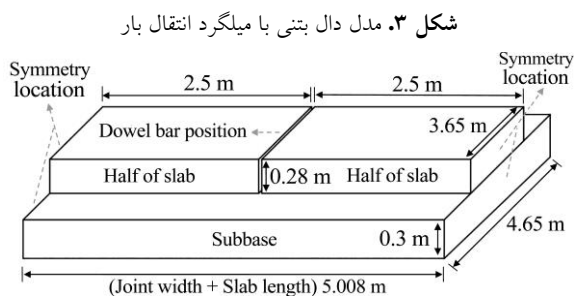 شکل ۳. مدل دال بتنی با میلگرد انتقال بار
Symmetry
location
2.5 m
2.5 m
Symmetry
location
Dowel bar position
3.65 m
Half of slab
0.28 m
Half of slab
Subbase
0.3 m
4.65 m
(Joint width + Slab length) 5.008 m